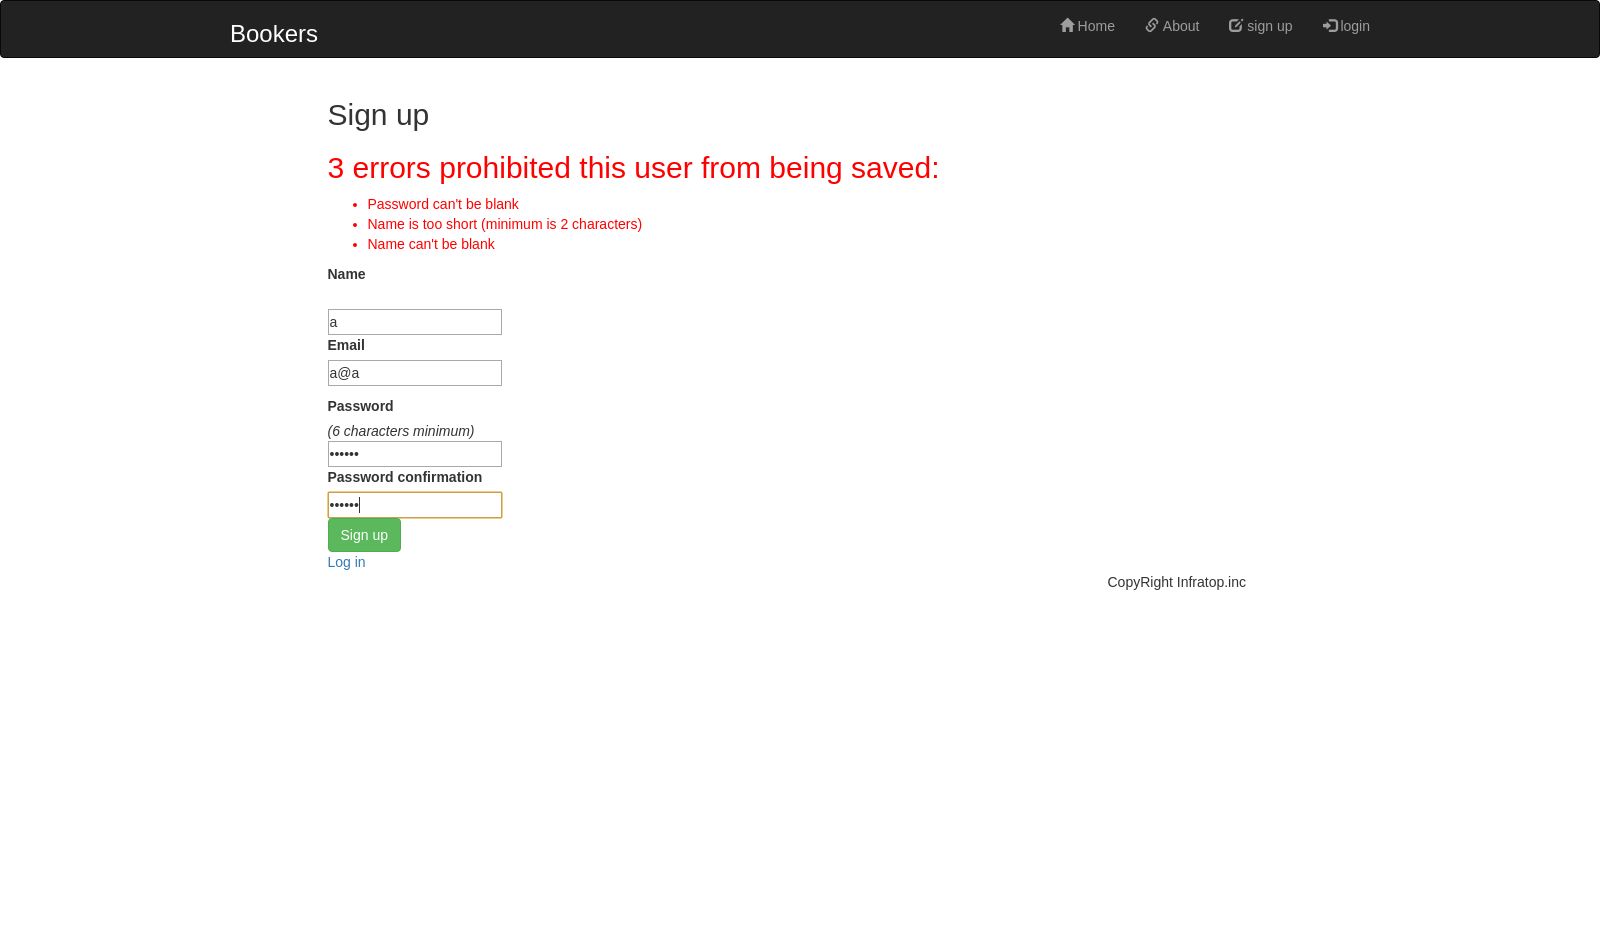 Bookers
Home
About
sign up
login
Sign up
3 errors prohibited this user from being saved:
• Password can't be blank
• Name is too short (minimum is 2 characters)
• Name can't be blank
Name
a
Email
a@a
Password
(6 characters minimum)
••••••
Password confirmation
••••••
Sign up
Log in
CopyRight Infratop.inc